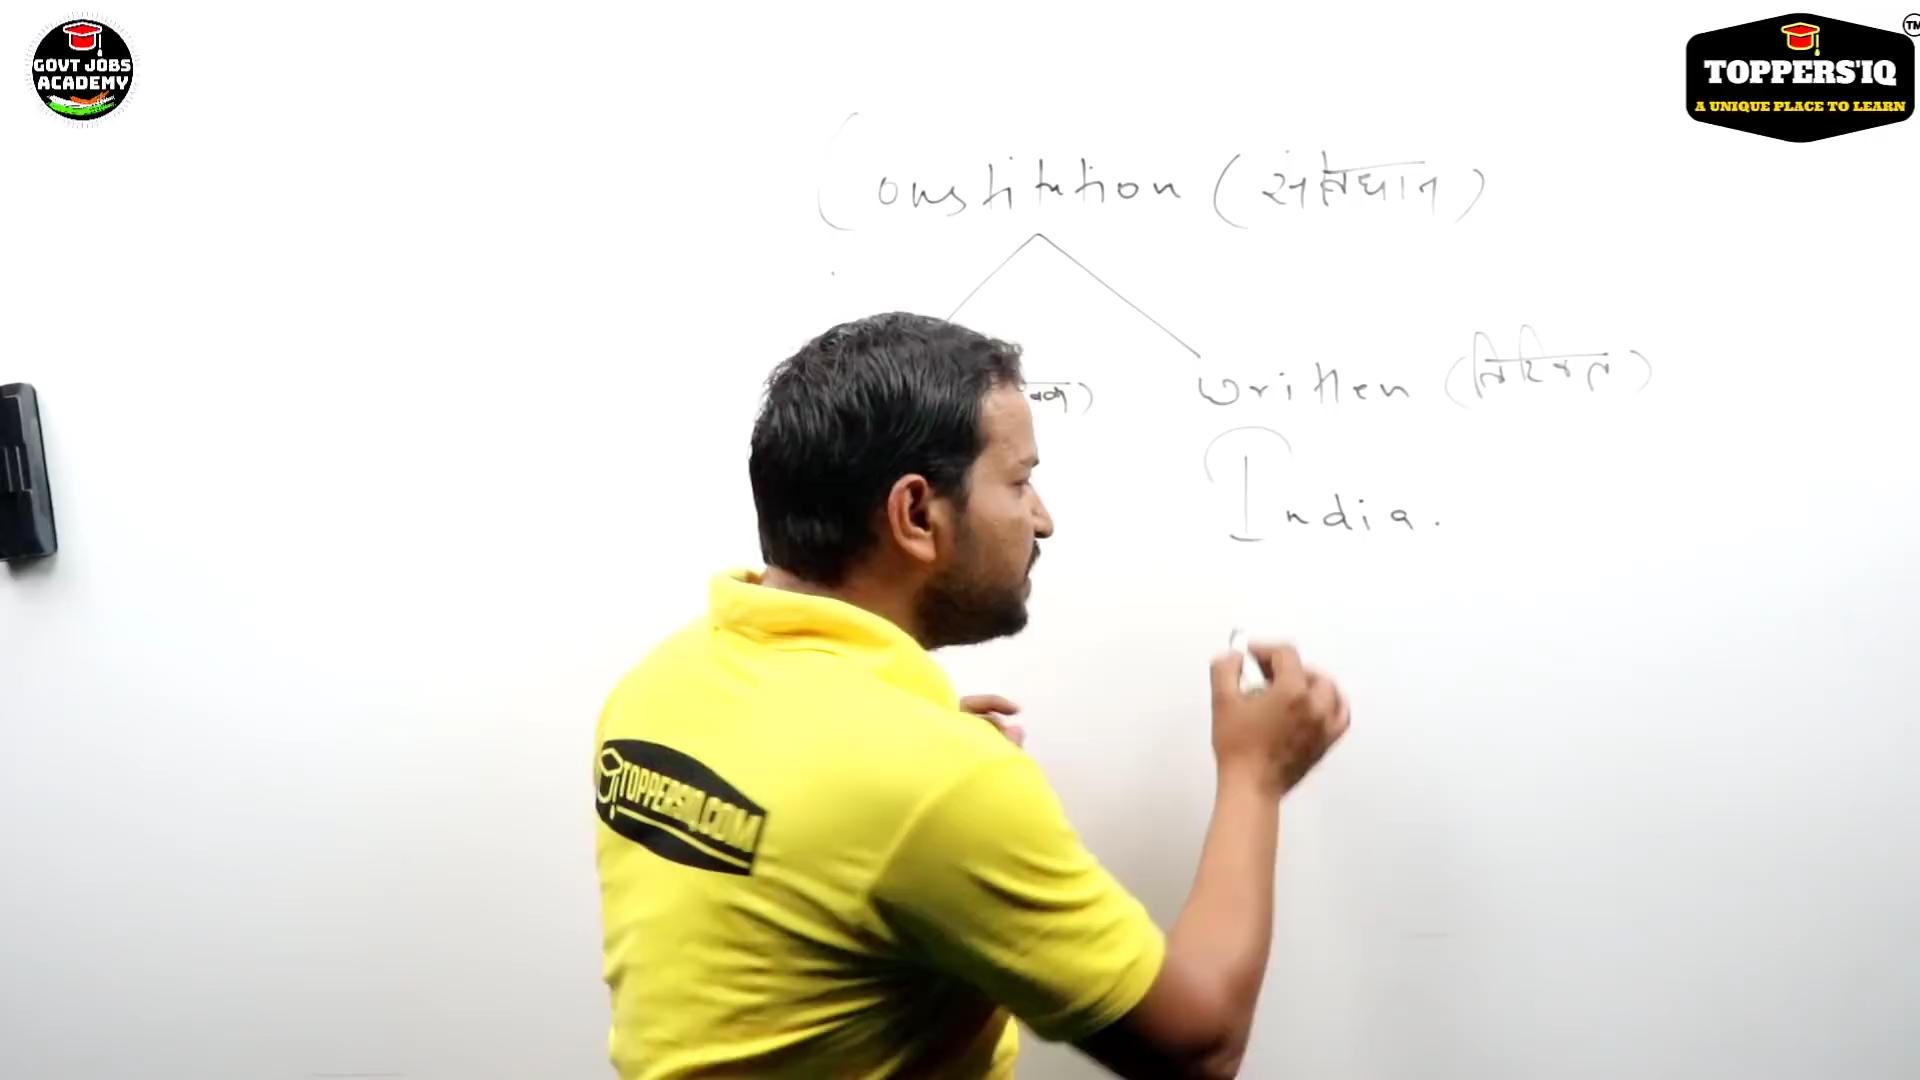 GOVT JOBS
ACADEMY
TOPPERS'IQ
TM
A UNIQUE PLACE TO LEARN
Constitution (संविधान)
Written (लिखित)
India.
TOPPERSIQ.COM